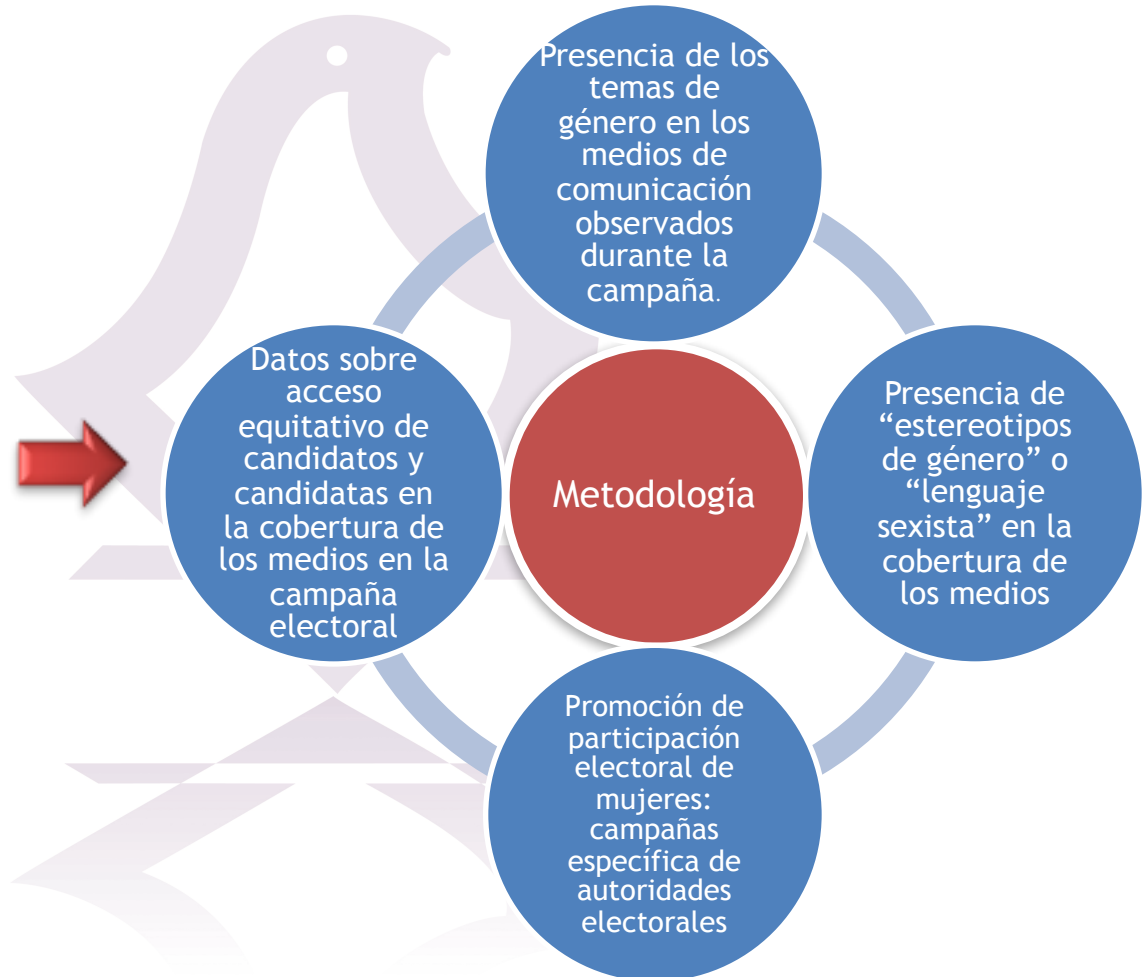 Presencia de los
temas de
género en los
medios de
comunicación
observados
durante la
campaña.
Datos sobre
acceso
equitativo de
candidatos y
candidatas en
la cobertura de
los medios en la
campaña
electoral
Metodología
Presencia de
“estereotipos
de género” o
“lenguaje
sexista” en la
cobertura de
los medios
Promoción de
participación
electoral de
mujeres:
campañas
específica de
autoridades
electorales